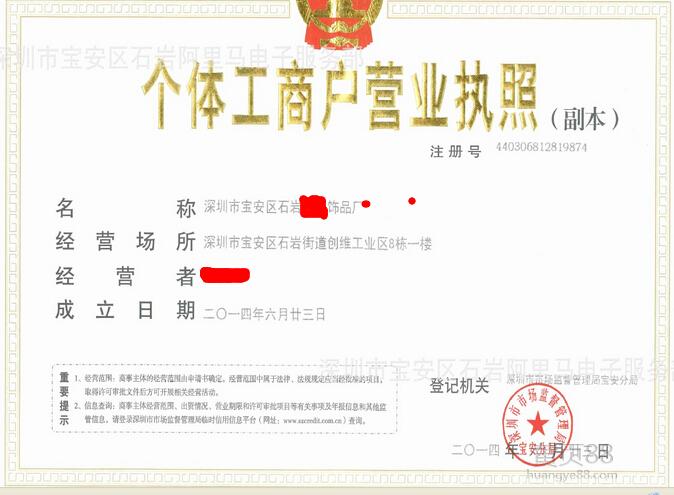 深圳市宝安区石岩阿里马电子服务部
个体工商户营业执照（副本）
注册号 440306812819874
名称 深圳市宝安区石岩 饰品厂
经营场所 深圳市宝安区石岩街道创维工业区8栋一楼
经营者
成立日期 二〇一四年六月廿三日
重要提示
1、经营范围：商事主体的经营范围由申请书确定。经营范围中属于法律、法规规定应当经批准的项目，
取得许可审批文件后方可开展相关经营活动。
2、信息查询：商事主体经营范围、出资情况、营业期限和许可审批项目等有关事项及年报信息和其他监
管信息，请登录深圳市市场监督管理局商事主体信用信息平台（网址：www.szcredit.com.cn）查询。
深圳市宝安区石岩阿里马电子服务部
登记机关 深圳市市场监督管理局宝安分局
深圳市市场监督管理局
宝安分局
二〇一四年六月廿三日
黄页88
huangye88.com